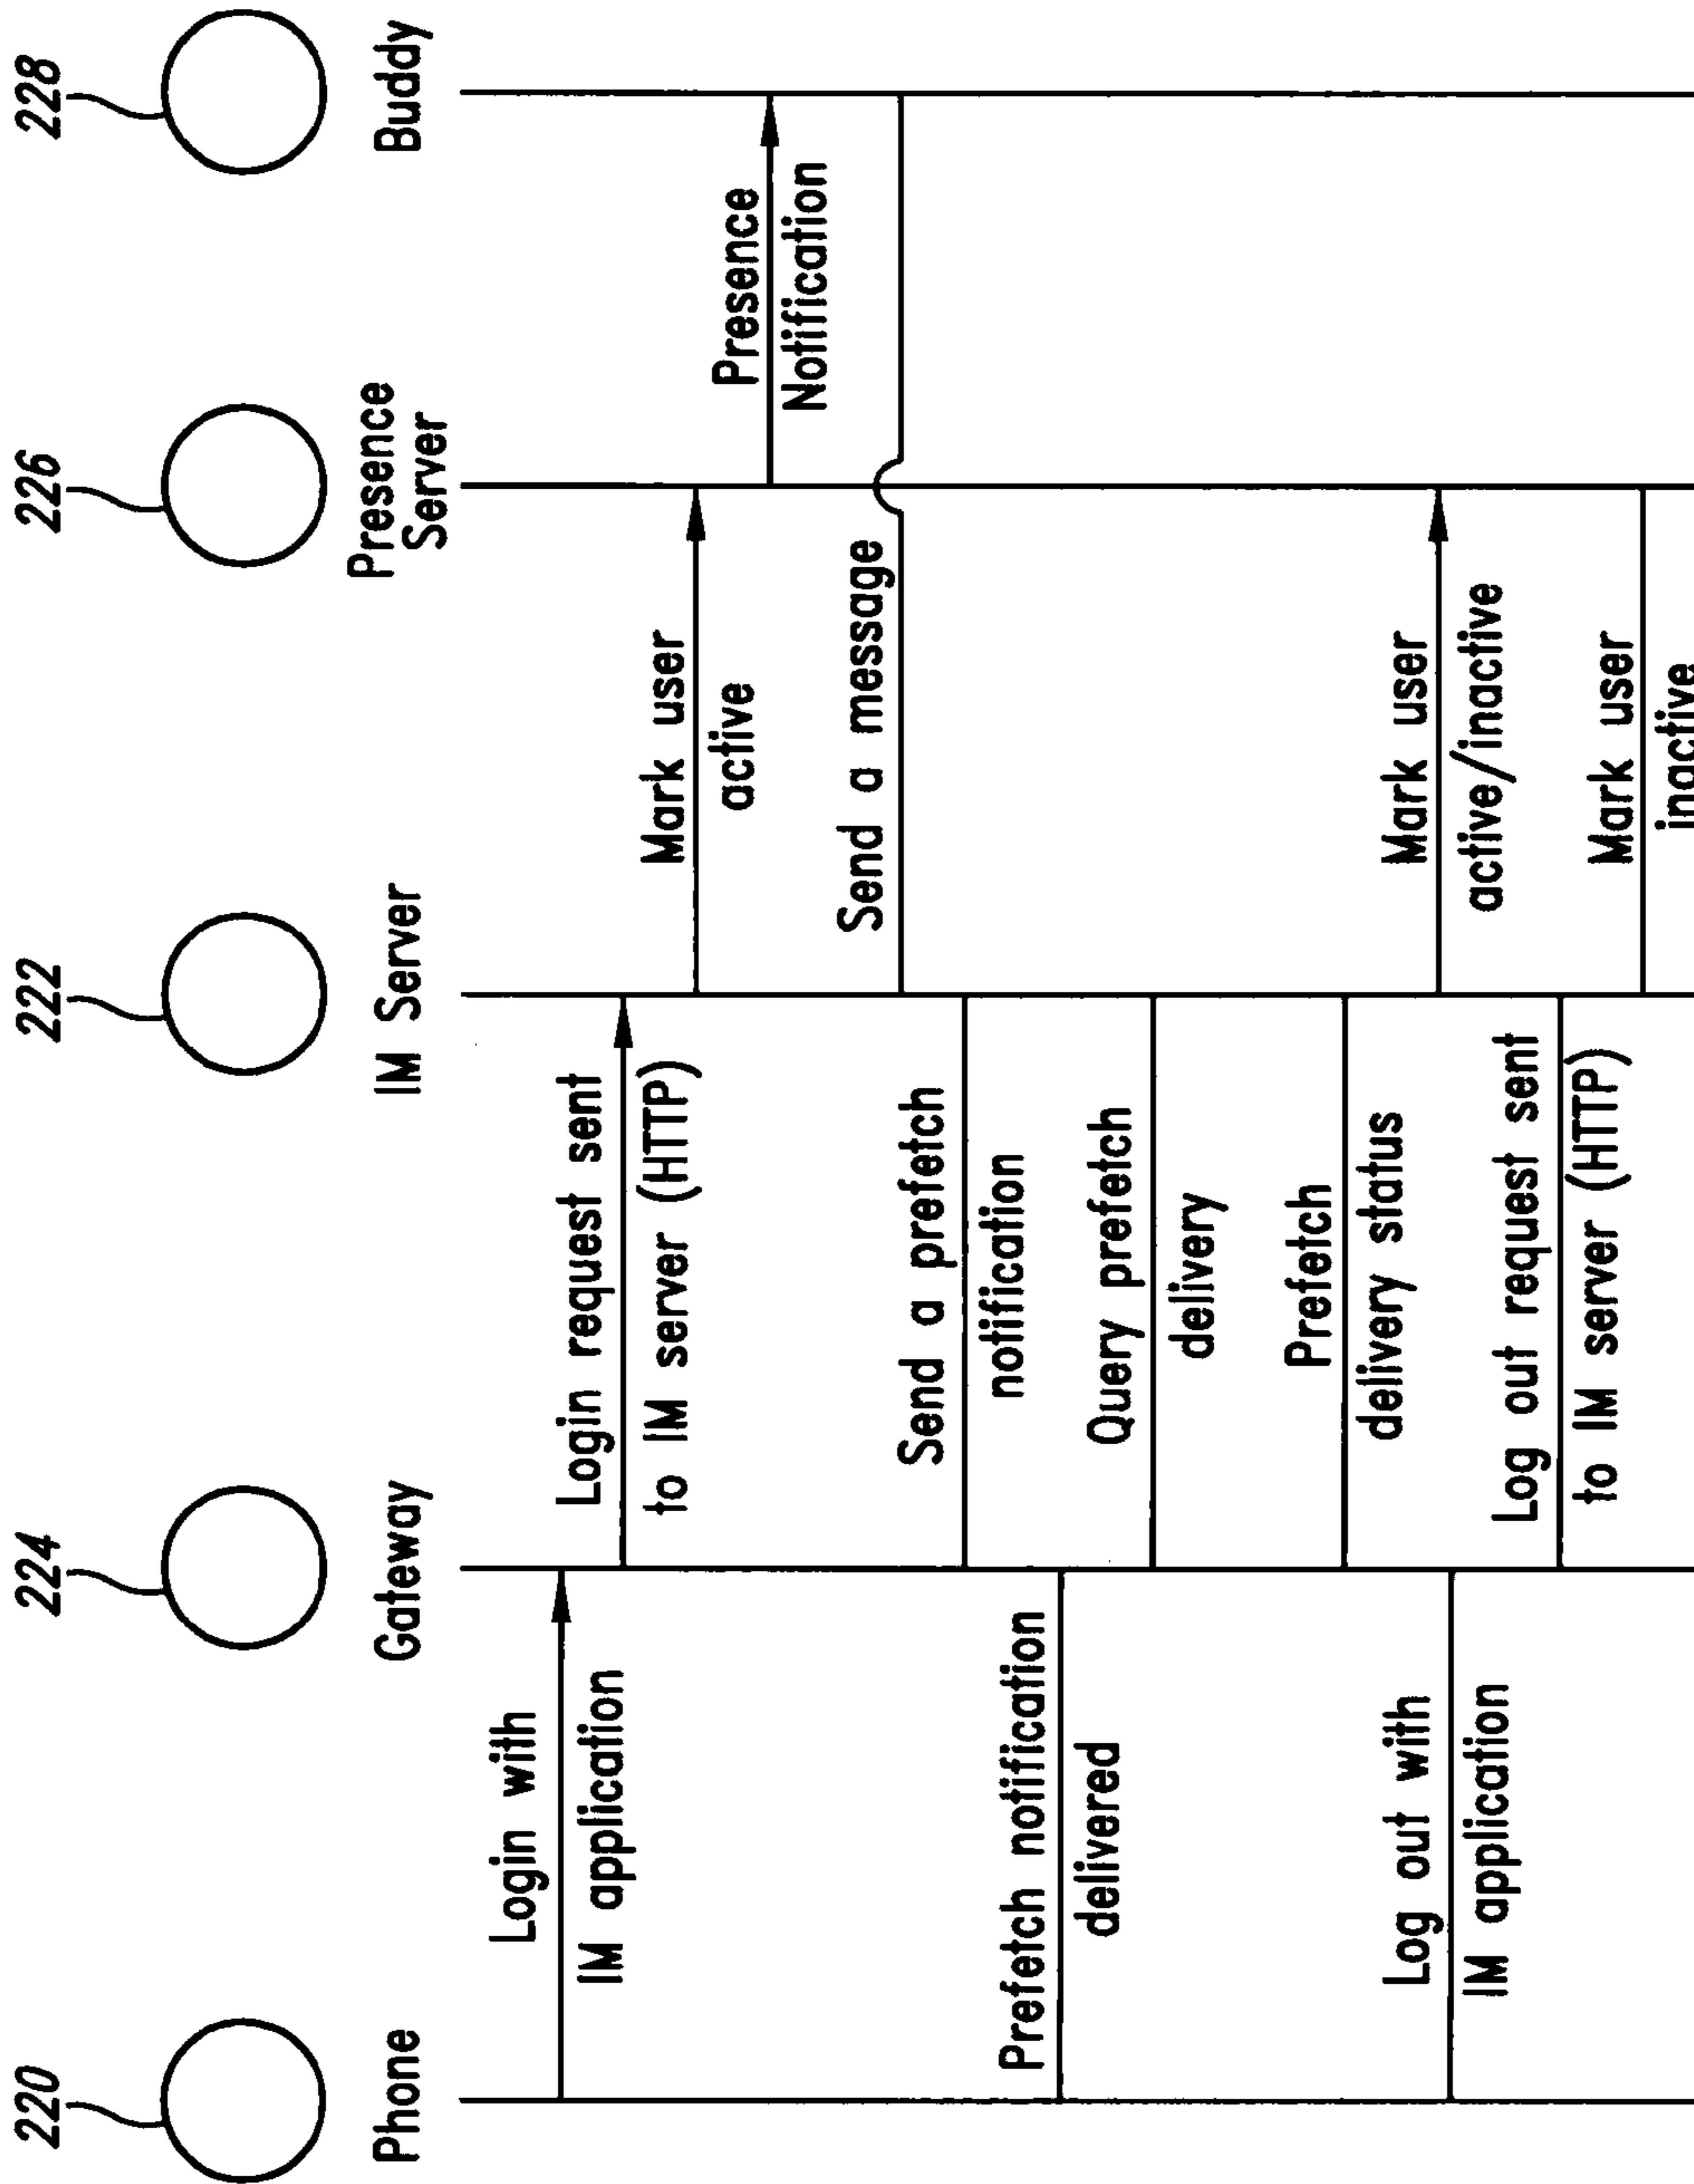 220
224
222
226
228
Phone
Gateway
IM Server
Presence
Server
Buddy
Login with
IM application
Login request sent
to IM server (HTTP)
Mark user
active
Presence
Notification
Send a message
Send a prefetch
notification
Prefetch notification
delivered
Query prefetch
delivery
Prefetch
delivery status
Mark user
active/inactive
Log out with
IM application
Log out request sent
to IM server (HTTP)
Mark user
inactive